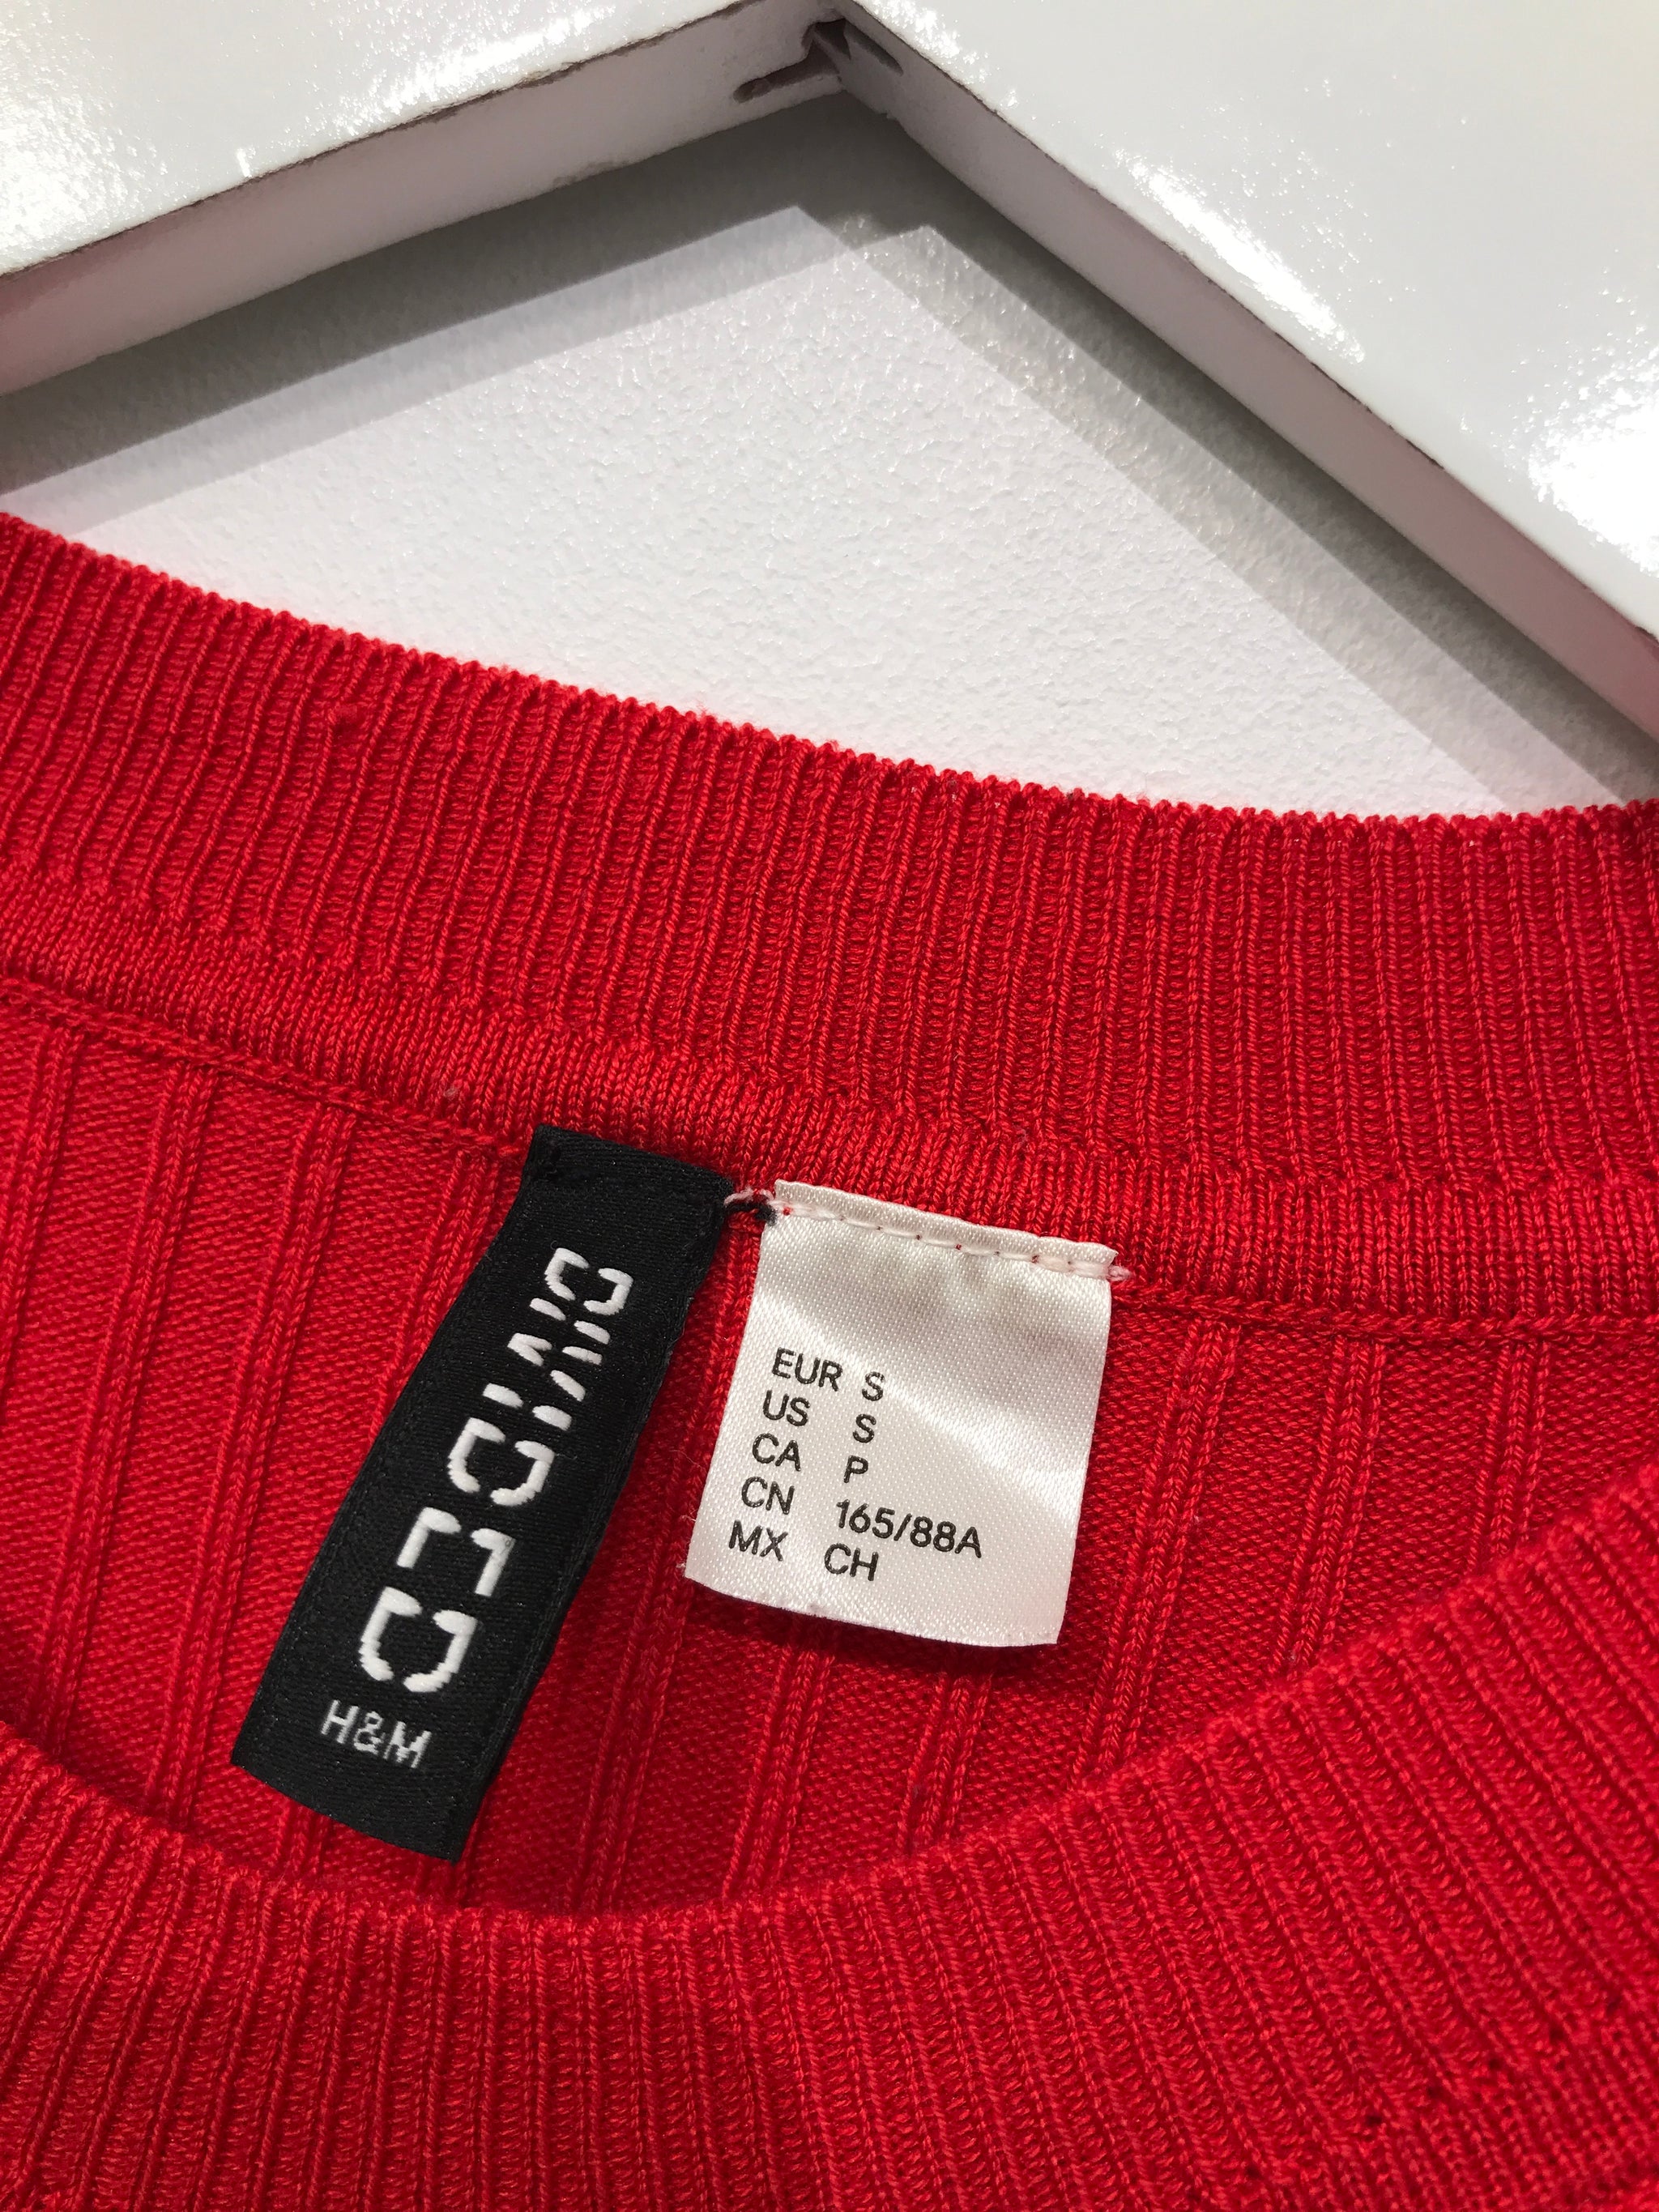 DIVIDED
H&M
EUR S
US S
CA P
CN 165/88A
MX CH